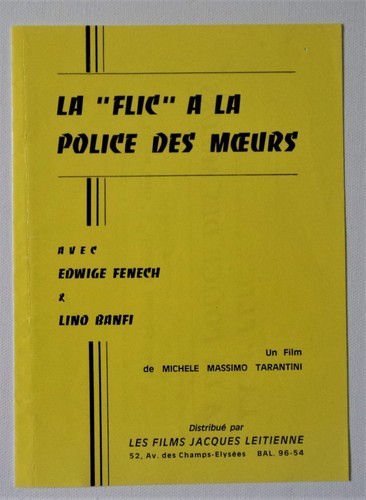 LA "FLIC" A LA
POLICE DES MŒURS
AVEC
EDWIGE FENECH
&
LINO BANFI
Un Film
de MICHELE MASSIMO TARANTINI
Distribué par
LES FILMS JACQUES LEITIENNE
52, Av. des Champs-Elysées BAL. 96-54